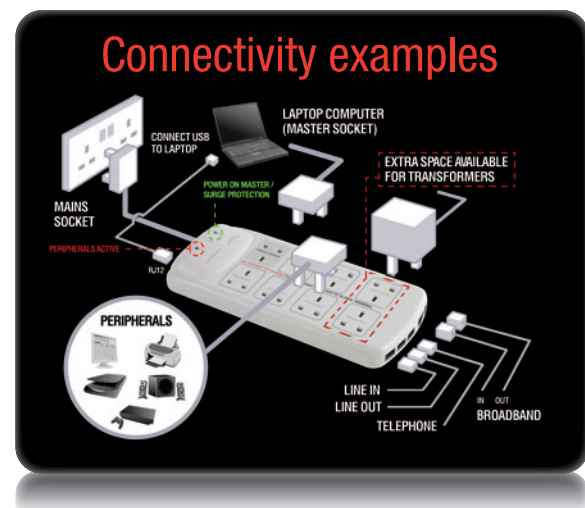 Connectivity examples
LAPTOP COMPUTER
(MASTER SOCKET)
CONNECT USB
TO LAPTOP
EXTRA SPACE AVAILABLE
FOR TRANSFORMERS
POWER ON MASTER /
SURGE PROTECTION
MAINS
SOCKET
PERIPHERALS ACTIVE
RJ12
PERIPHERALS
LINE IN
LINE OUT
TELEPHONE
IN OUT
BROADBAND